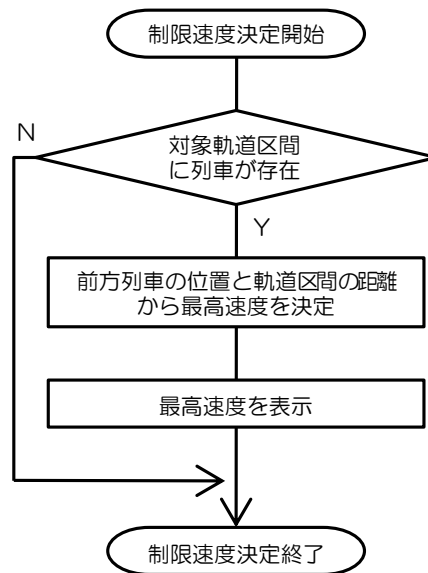 制限速度決定開始
N
対象軌道区間
に列車が存在
Y
前方列車の位置と軌道区間の距離
から最高速度を決定
最高速度を表示
制限速度決定終了